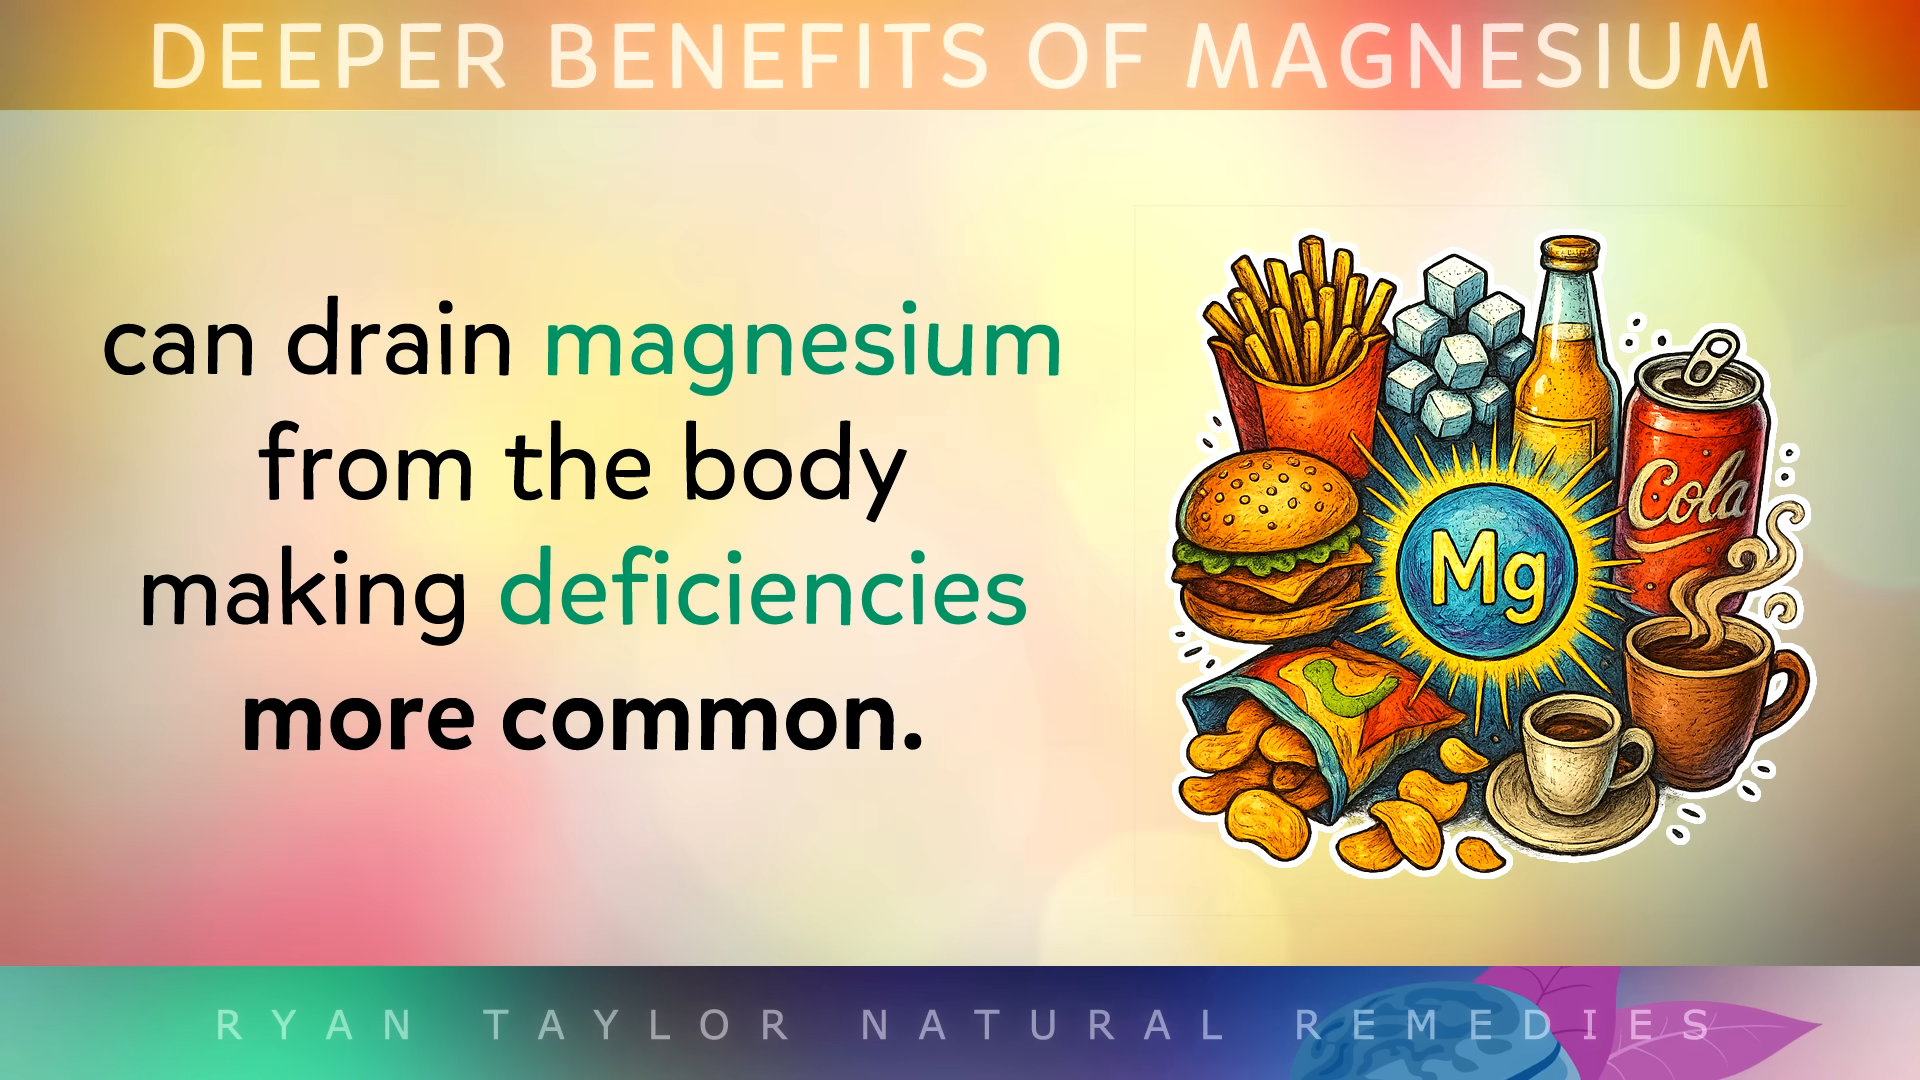 DEEPER BENEFITS OF MAGNESIUM
can drain magnesium
from the body
making deficiencies
more common.
Cola
Mg
RYAN TAYLOR NATURAL REMEDIES